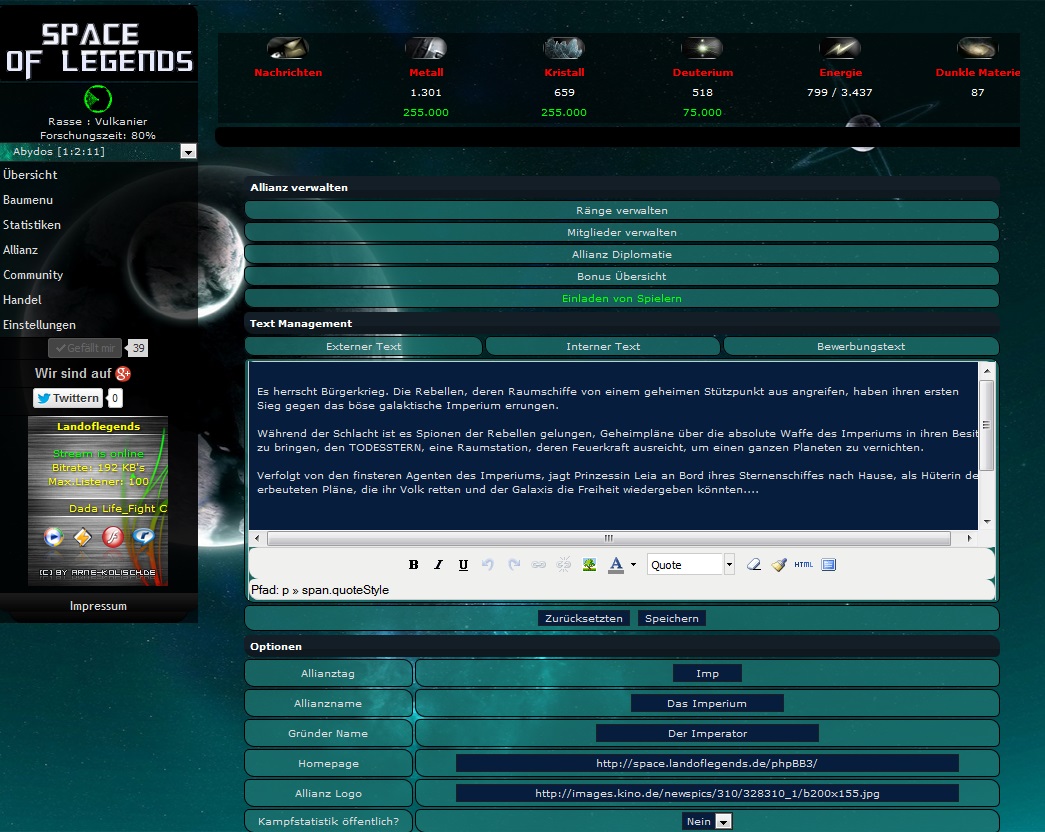 SPACE
OF LEGENDS
Rasse : Vulkanier
Forschungszeit: 80%
Abydos [1:2:11]
Übersicht
Baumenu
Statistiken
Allianz
Community
Handel
Einstellungen
Gefällt mir 39
Wir sind auf g+
Twittern 0
Landoflegends
Stream is online
Bitrate: 192 KB's
Max.Listener: 100
Dada Life_Fight C
(C) BY ARNE-KOLISCH.DE
Impressum
Nachrichten Metall Kristall Deuterium Energie Dunkle Materie
1.301 659 518 799 / 3.437 87
255.000 255.000 75.000
Allianz verwalten
Ränge verwalten
Mitglieder verwalten
Allianz Diplomatie
Bonus Übersicht
Einladen von Spielern
Text Management
Externer Text Interner Text Bewerbungstext
Es herrscht Bürgerkrieg. Die Rebellen, deren Raumschiffe von einem geheimen Stützpunkt aus angreifen, haben ihren ersten
Sieg gegen das böse galaktische Imperium errungen.
Während der Schlacht ist es Spionen der Rebellen gelungen, Geheimpläne über die absolute Waffe des Imperiums in ihren Besit
zu bringen, den TODESSTERN, eine Raumstation, deren Feuerkraft ausreicht, um einen ganzen Planeten zu vernichten.
Verfolgt von den finsteren Agenten des Imperiums, jagt Prinzessin Leia an Bord ihres Sternenschiffes nach Hause, als Hüterin de
erbeuteten Pläne, die ihr Volk retten und der Galaxis die Freiheit wiedergeben könnten....
B I U A Quote HTML
Pfad: p » span.quoteStyle
Zurücksetzten Speichern
Optionen
Allianztag Imp
Allianzname Das Imperium
Gründer Name Der Imperator
Homepage http://space.landoflegends.de/phpBB3/
Allianz Logo http://images.kino.de/newspics/310/328310_1/b200x155.jpg
Kampfstatistik öffentlich? Nein